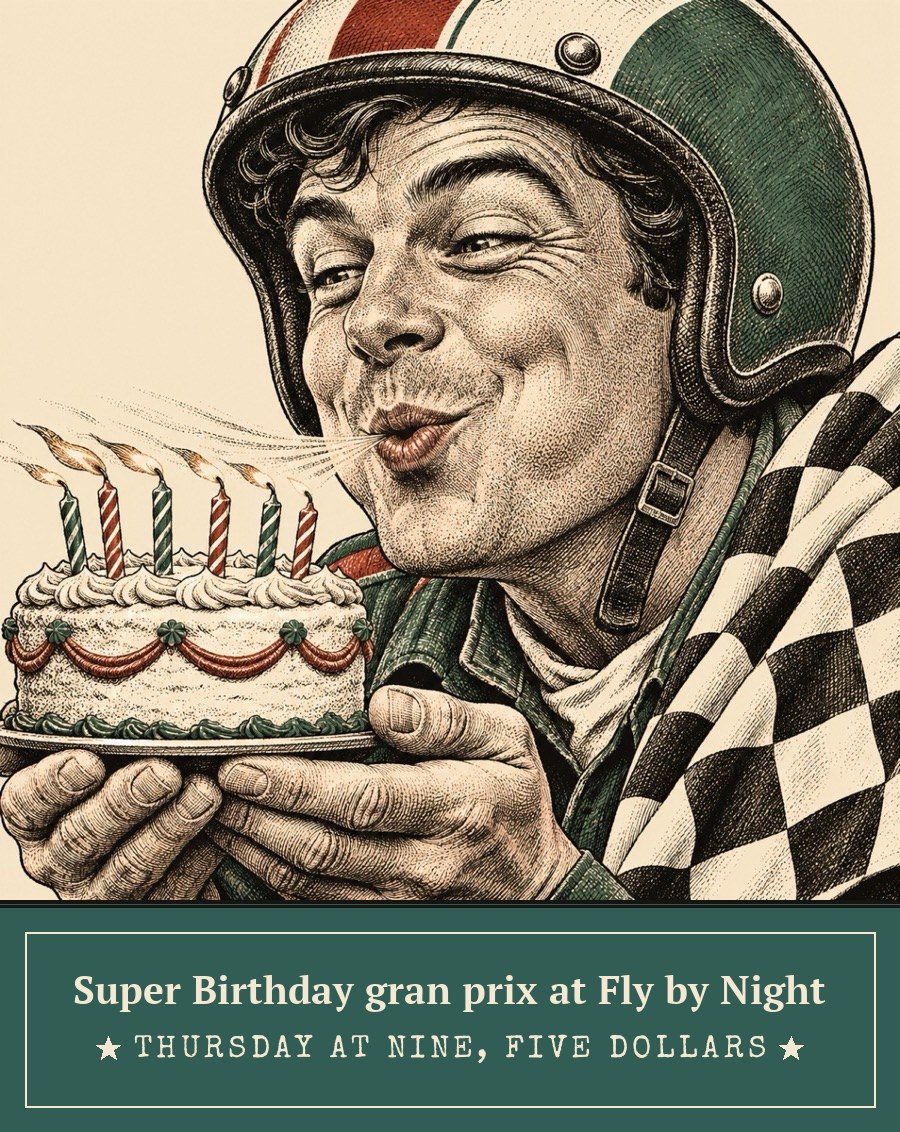 Super Birthday gran prix at Fly by Night
★ THURSDAY AT NINE, FIVE DOLLARS ★